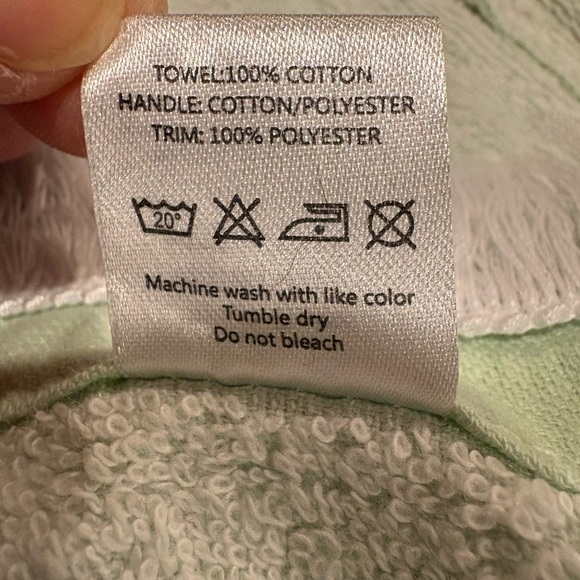 TOWEL:100% COTTON
HANDLE: COTTON/POLYESTER
TRIM: 100% POLYESTER
20°
Machine wash with like color
Tumble dry
Do not bleach